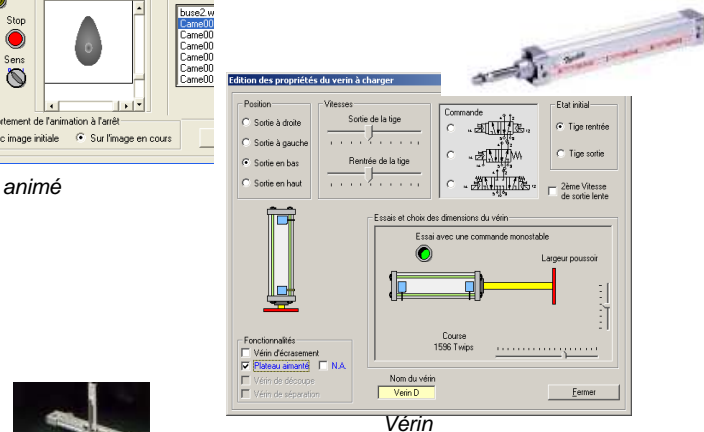 Stop
Sens
buse2.w
Came00
Came00
Came00
Came00
Came00
ortement de l'animation à l'arrêt
c image initiale Sur l'image en cours
animé
Edition des propriétés du verin à charger
Position
Sortie à droite
Sortie à gauche
Sortie en bas
Sortie en haut
Vitesses
Sortie de la tige
Rentrée de la tige
Commande
Etat initial
Tige rentrée
Tige sortie
2ème Vitesse
de sortie lente
Essais et choix des dimensions du vérin
Essai avec une commande monostable
Largeur poussoir
Course
1596 Twips
Fonctionnalités
Vérin d'écrasement
Plateau aimanté N.A.
Vérin de découpe
Vérin de séparation
Nom du vérin
Verin D
Fermer
Vérin